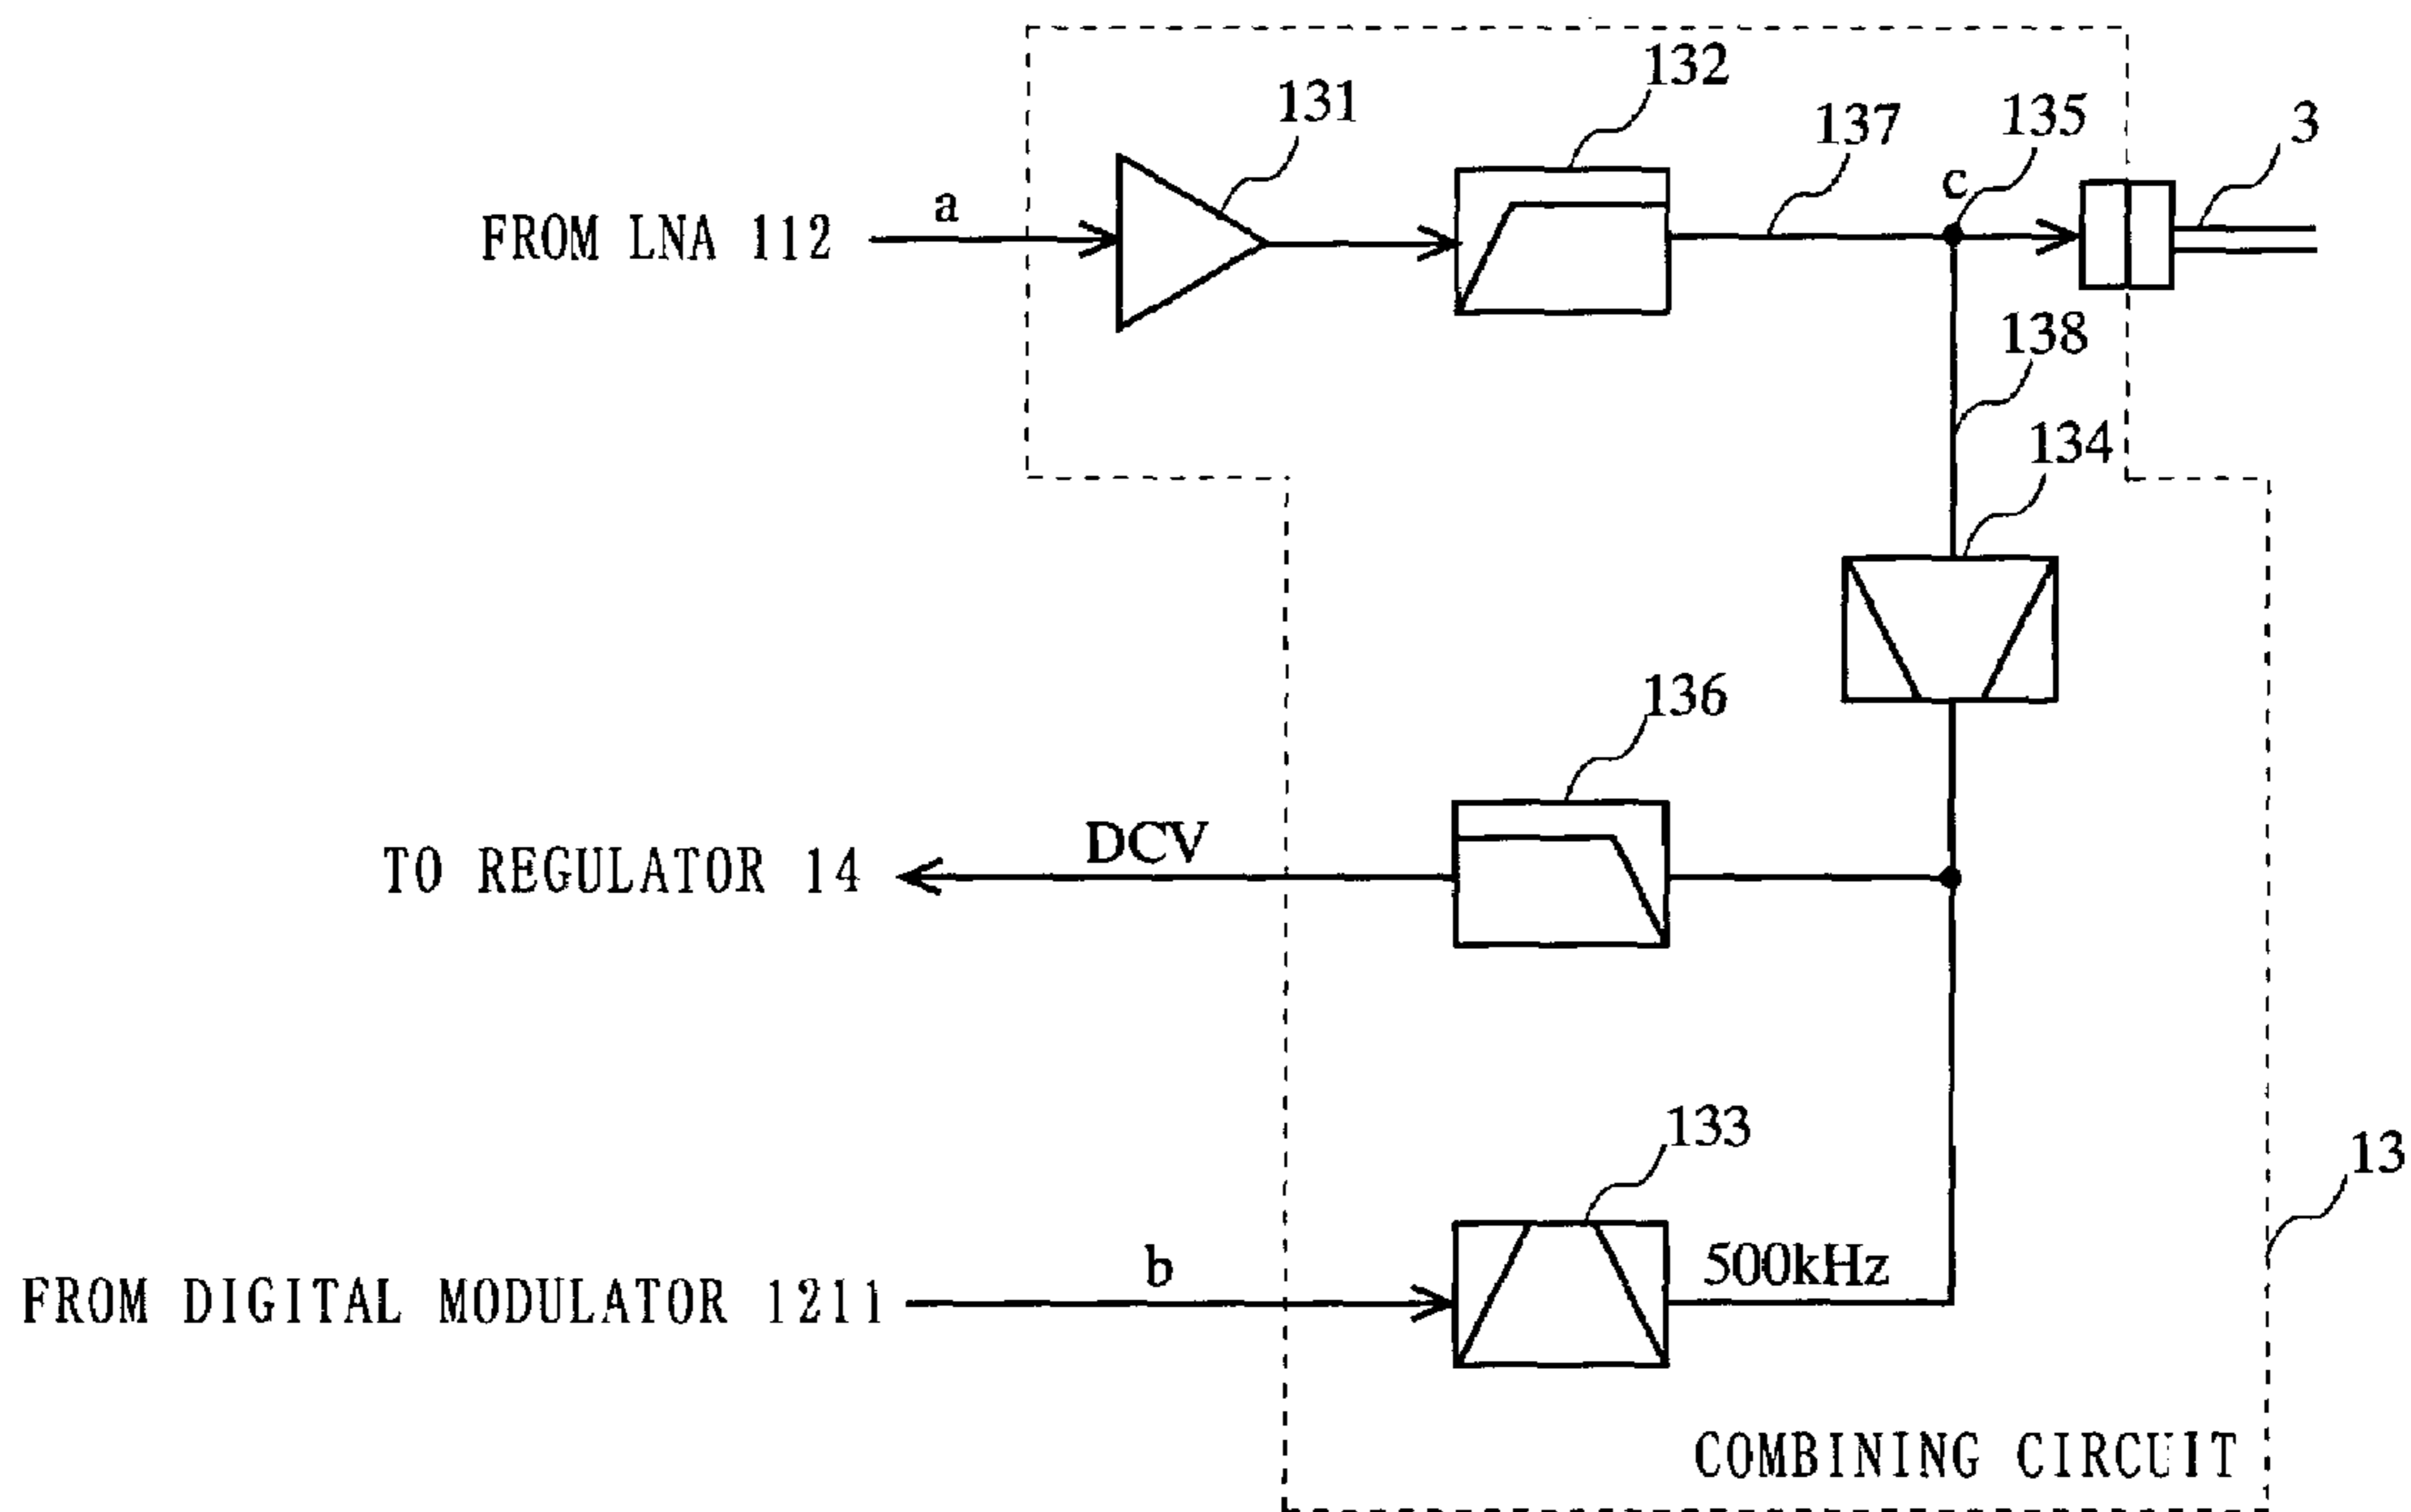 132
131
135
3
137
c
a
FROM LNA 112
138
134
136
DCV
TO REGULATOR 14
133
13
b
500kHz
FROM DIGITAL MODULATOR 1211
COMBINING CIRCUIT